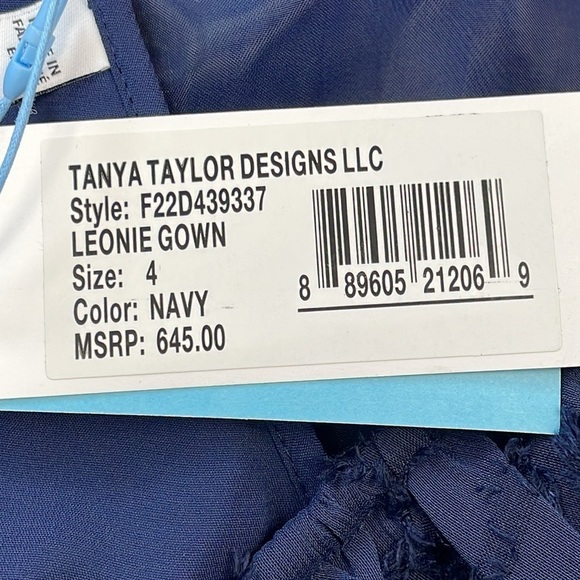 TANYA TAYLOR DESIGNS LLC
Style: F22D439337
LEONIE GOWN
Size: 4
Color: NAVY
MSRP: 645.00
8 89605 21206 9